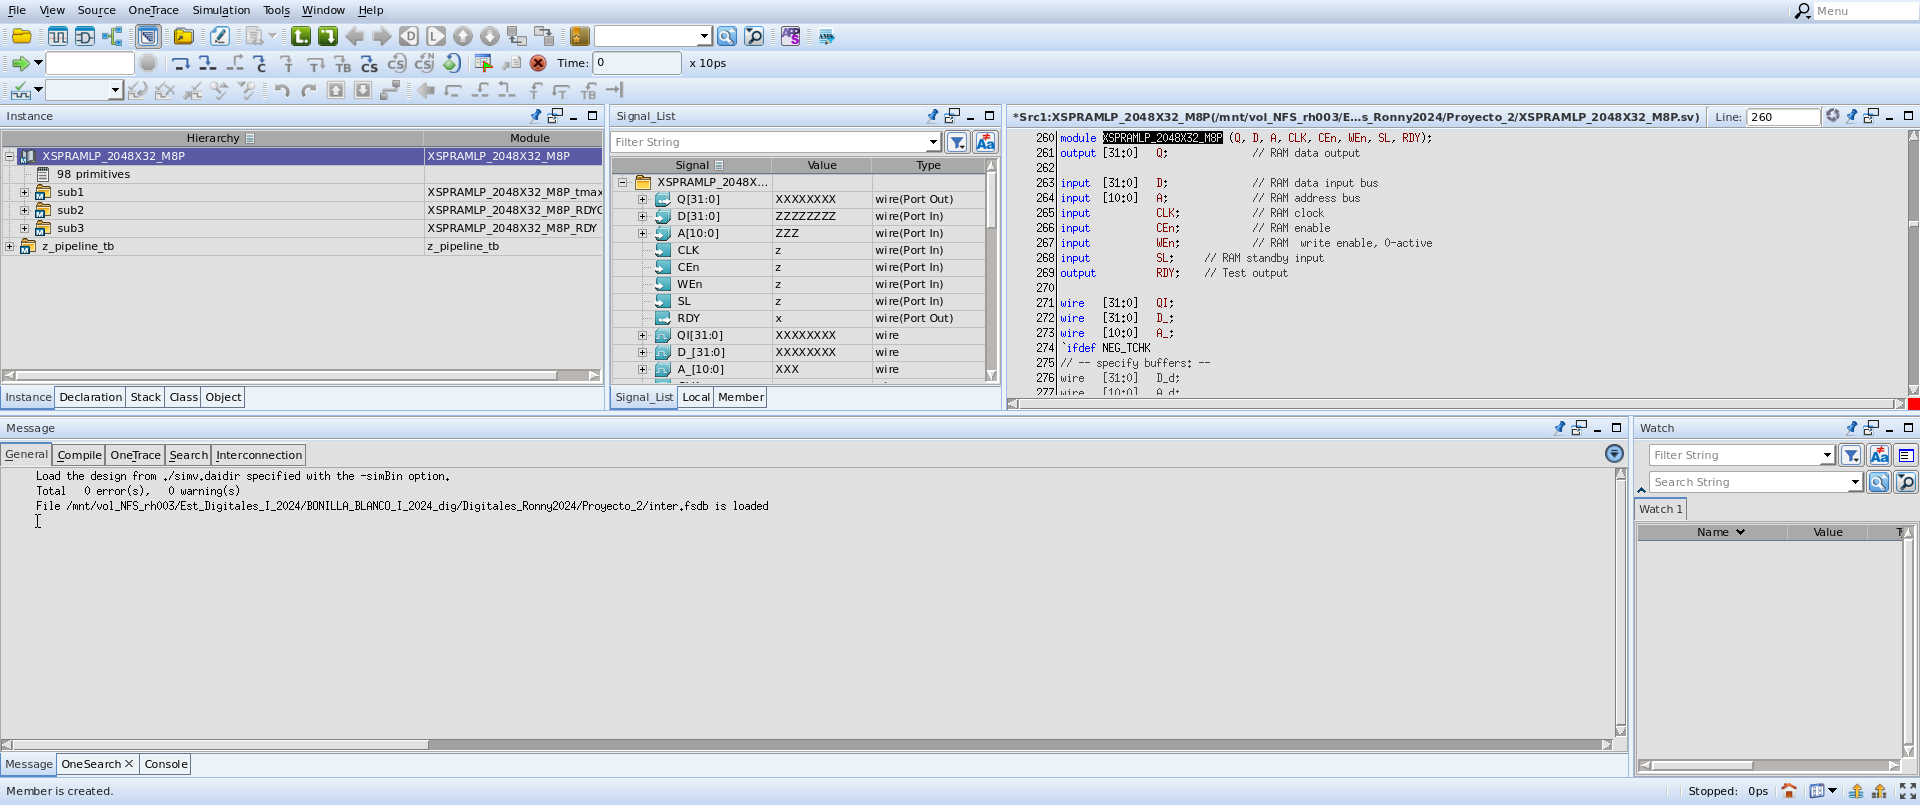 File View Source OneTrace Simulation Tools Window Help Menu
Time: 0 x 10ps
Instance
Hierarchy Module
XSPRAMLP_2048X32_M8P XSPRAMLP_2048X32_M8P
98 primitives
sub1 XSPRAMLP_2048X32_M8P_tmax
sub2 XSPRAMLP_2048X32_M8P_RDYC
sub3 XSPRAMLP_2048X32_M8P_RDY
z_pipeline_tb z_pipeline_tb
Instance Declaration Stack Class Object
Signal_List
Filter String
Signal Value Type
XSPRAMLP_2048X...
Q[31:0] XXXXXXXX wire(Port Out)
D[31:0] ZZZZZZZZ wire(Port In)
A[10:0] ZZZ wire(Port In)
CLK z wire(Port In)
CEn z wire(Port In)
WEn z wire(Port In)
SL z wire(Port In)
RDY x wire(Port Out)
QI[31:0] XXXXXXXX wire
D_[31:0] XXXXXXXX wire
A_[10:0] XXX wire
Signal_List Local Member
*Src1:XSPRAMLP_2048X32_M8P(/mnt/vol_NFS_rh003/E...s_Ronny2024/Proyecto_2/XSPRAMLP_2048X32_M8P.sv) Line: 260
260 module XSPRAMLP_2048X32_M8P (Q, D, A, CLK, CEn, WEn, SL, RDY);
261 output [31:0] Q; // RAM data output
262
263 input [31:0] D; // RAM data input bus
264 input [10:0] A; // RAM address bus
265 input CLK; // RAM clock
266 input CEn; // RAM enable
267 input WEn; // RAM write enable, 0-active
268 input SL; // RAM standby input
269 output RDY; // Test output
270
271 wire [31:0] QI;
272 wire [31:0] D_;
273 wire [10:0] A_;
274 `ifdef NEG_TCHK
275 // -- specify buffers: --
276 wire [31:0] D_d;
277 wire [10:0] A_d;
Message
General Compile OneTrace Search Interconnection
Load the design from ./simv.daidir specified with the -simBin option.
Total 0 error(s), 0 warning(s)
File /mnt/vol_NFS_rh003/Est_Digitales_I_2024/BONILLA_BLANCO_I_2024_dig/Digitales_Ronny2024/Proyecto_2/inter.fsdb is loaded
Message OneSearch Console
Watch
Filter String
Search String
Watch 1
Name Value
Member is created.
Stopped: 0ps